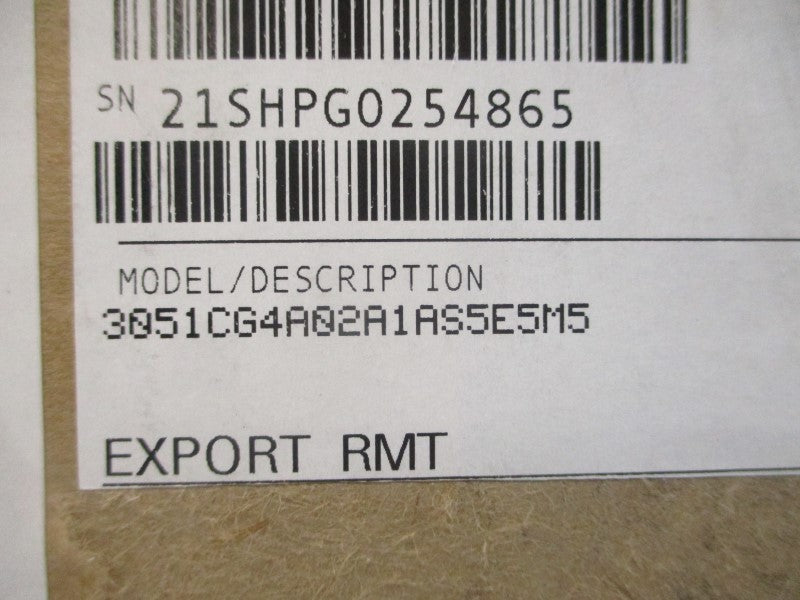 SN 21SHPG0254865
MODEL/DESCRIPTION
3051CG4A02A1AS5E5M5
EXPORT RMT